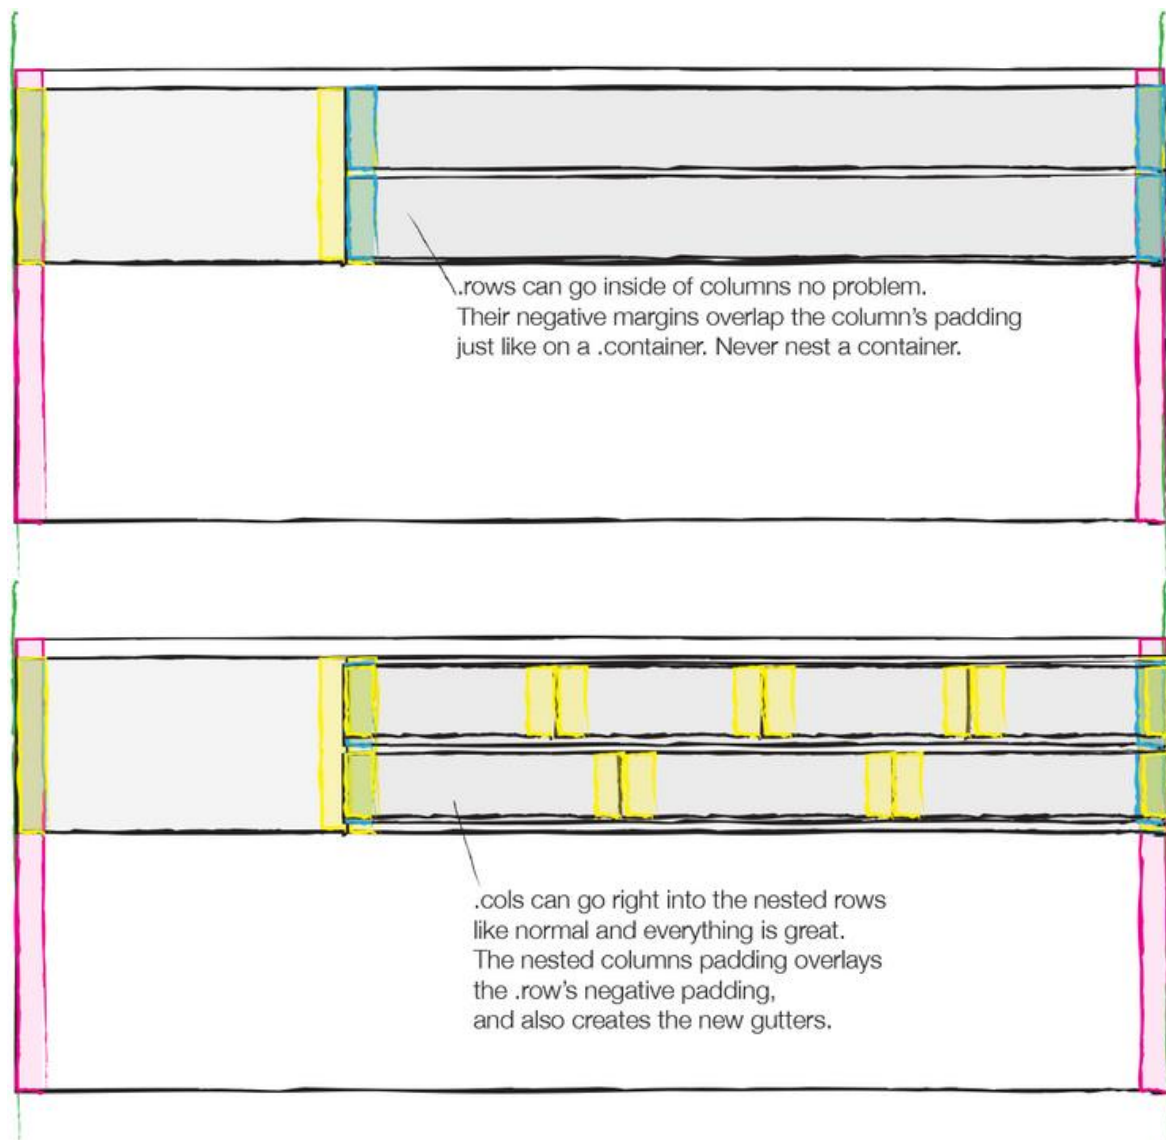 .rows can go inside of columns no problem.
Their negative margins overlap the column's padding
just like on a .container. Never nest a container.
.cols can go right into the nested rows
like normal and everything is great.
The nested columns padding overlays
the .row's negative padding,
and also creates the new gutters.